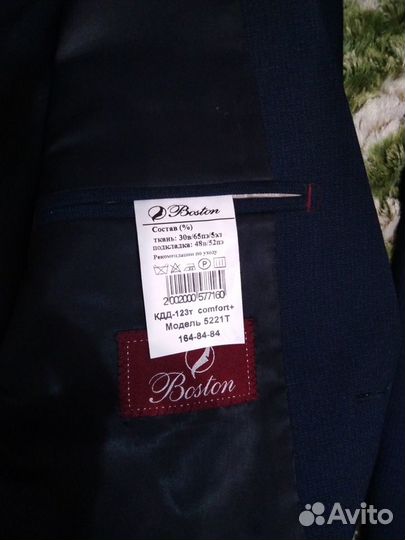 Boston
Состав (%)
ткань: 30в/65пэ/5хл
подкладка: 48в/52пэ
Рекомендации по уходу
P
2002000577160
КДД-123т comfort+
Модель 5221Т
164-84-84
Boston
Avito